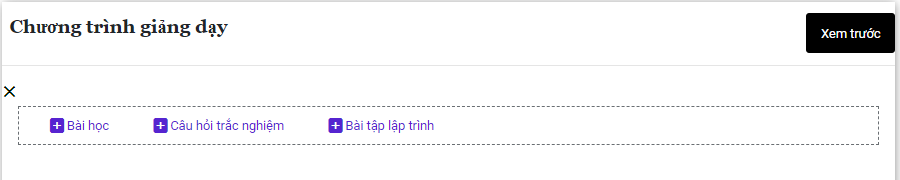 Chương trình giảng dạy
Xem trước
Bài học
Câu hỏi trắc nghiệm
Bài tập lập trình